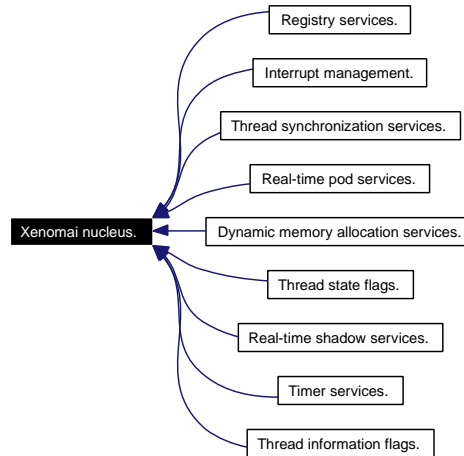 Registry services.
Interrupt management.
Thread synchronization services.
Real-time pod services.
Xenomai nucleus.
Dynamic memory allocation services.
Thread state flags.
Real-time shadow services.
Timer services.
Thread information flags.